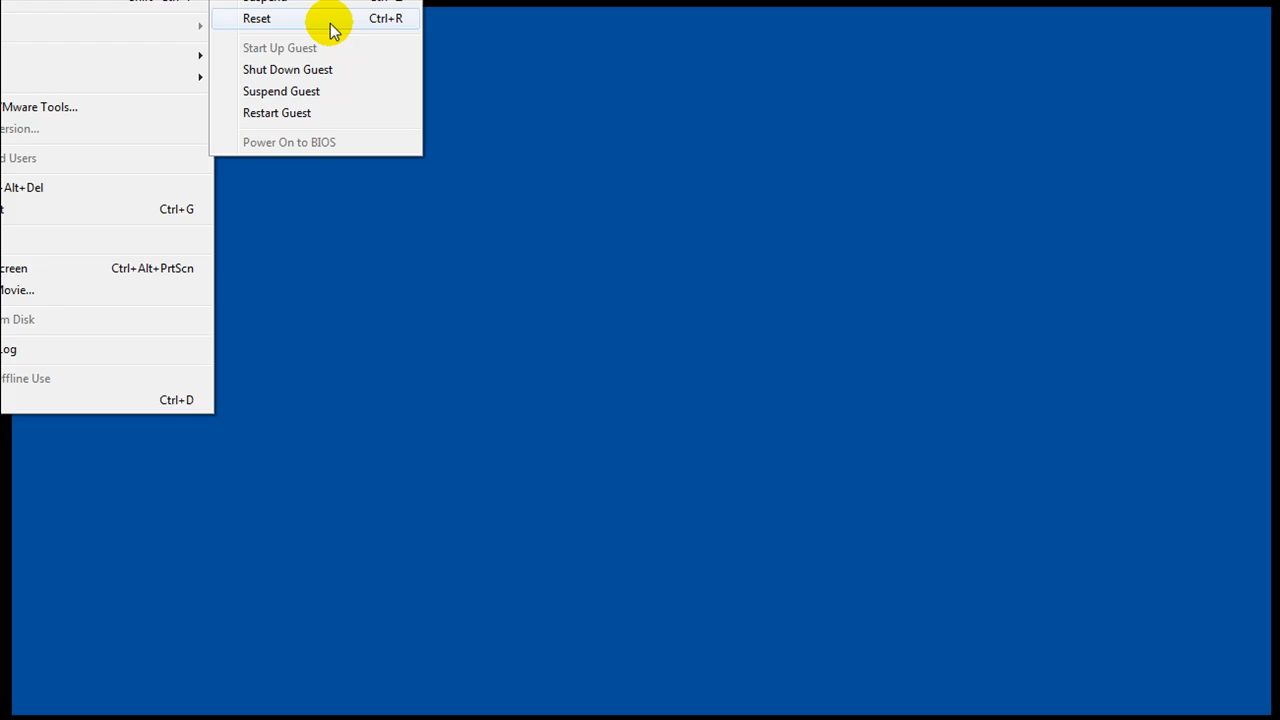 Reset Ctrl+R
Start Up Guest
Shut Down Guest
Suspend Guest
Restart Guest
Power On to BIOS
Mware Tools...
ersion...
d Users
+Alt+Del
t Ctrl+G
creen Ctrl+Alt+PrtScn
Movie...
m Disk
Log
ffline Use
Ctrl+D